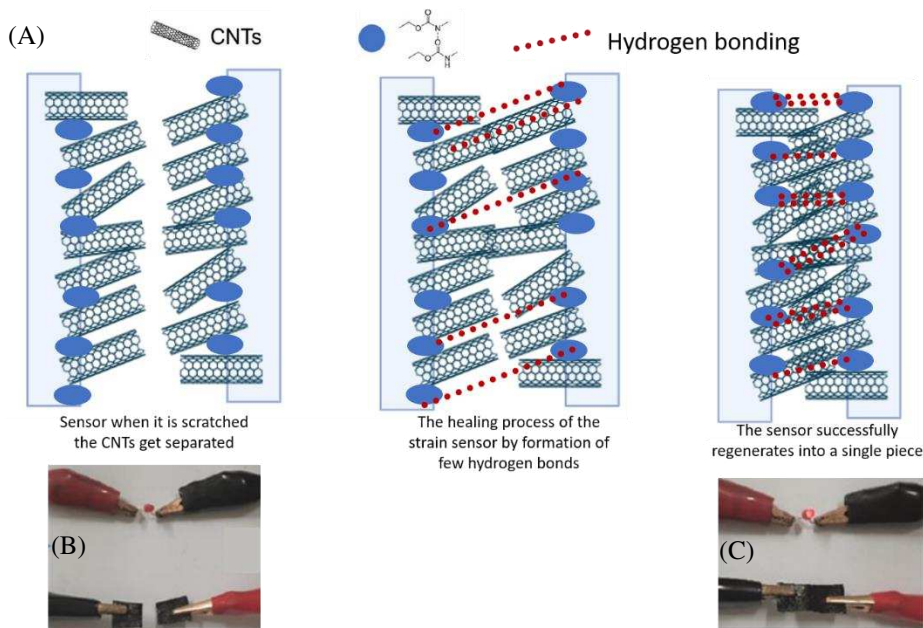 (A)
CNTs
O
O
N
O
O
N
H
Hydrogen bonding
Sensor when it is scratched
the CNTs get separated
The healing process of the
strain sensor by formation of
few hydrogen bonds
The sensor successfully
regenerates into a single piece
(B)
(C)